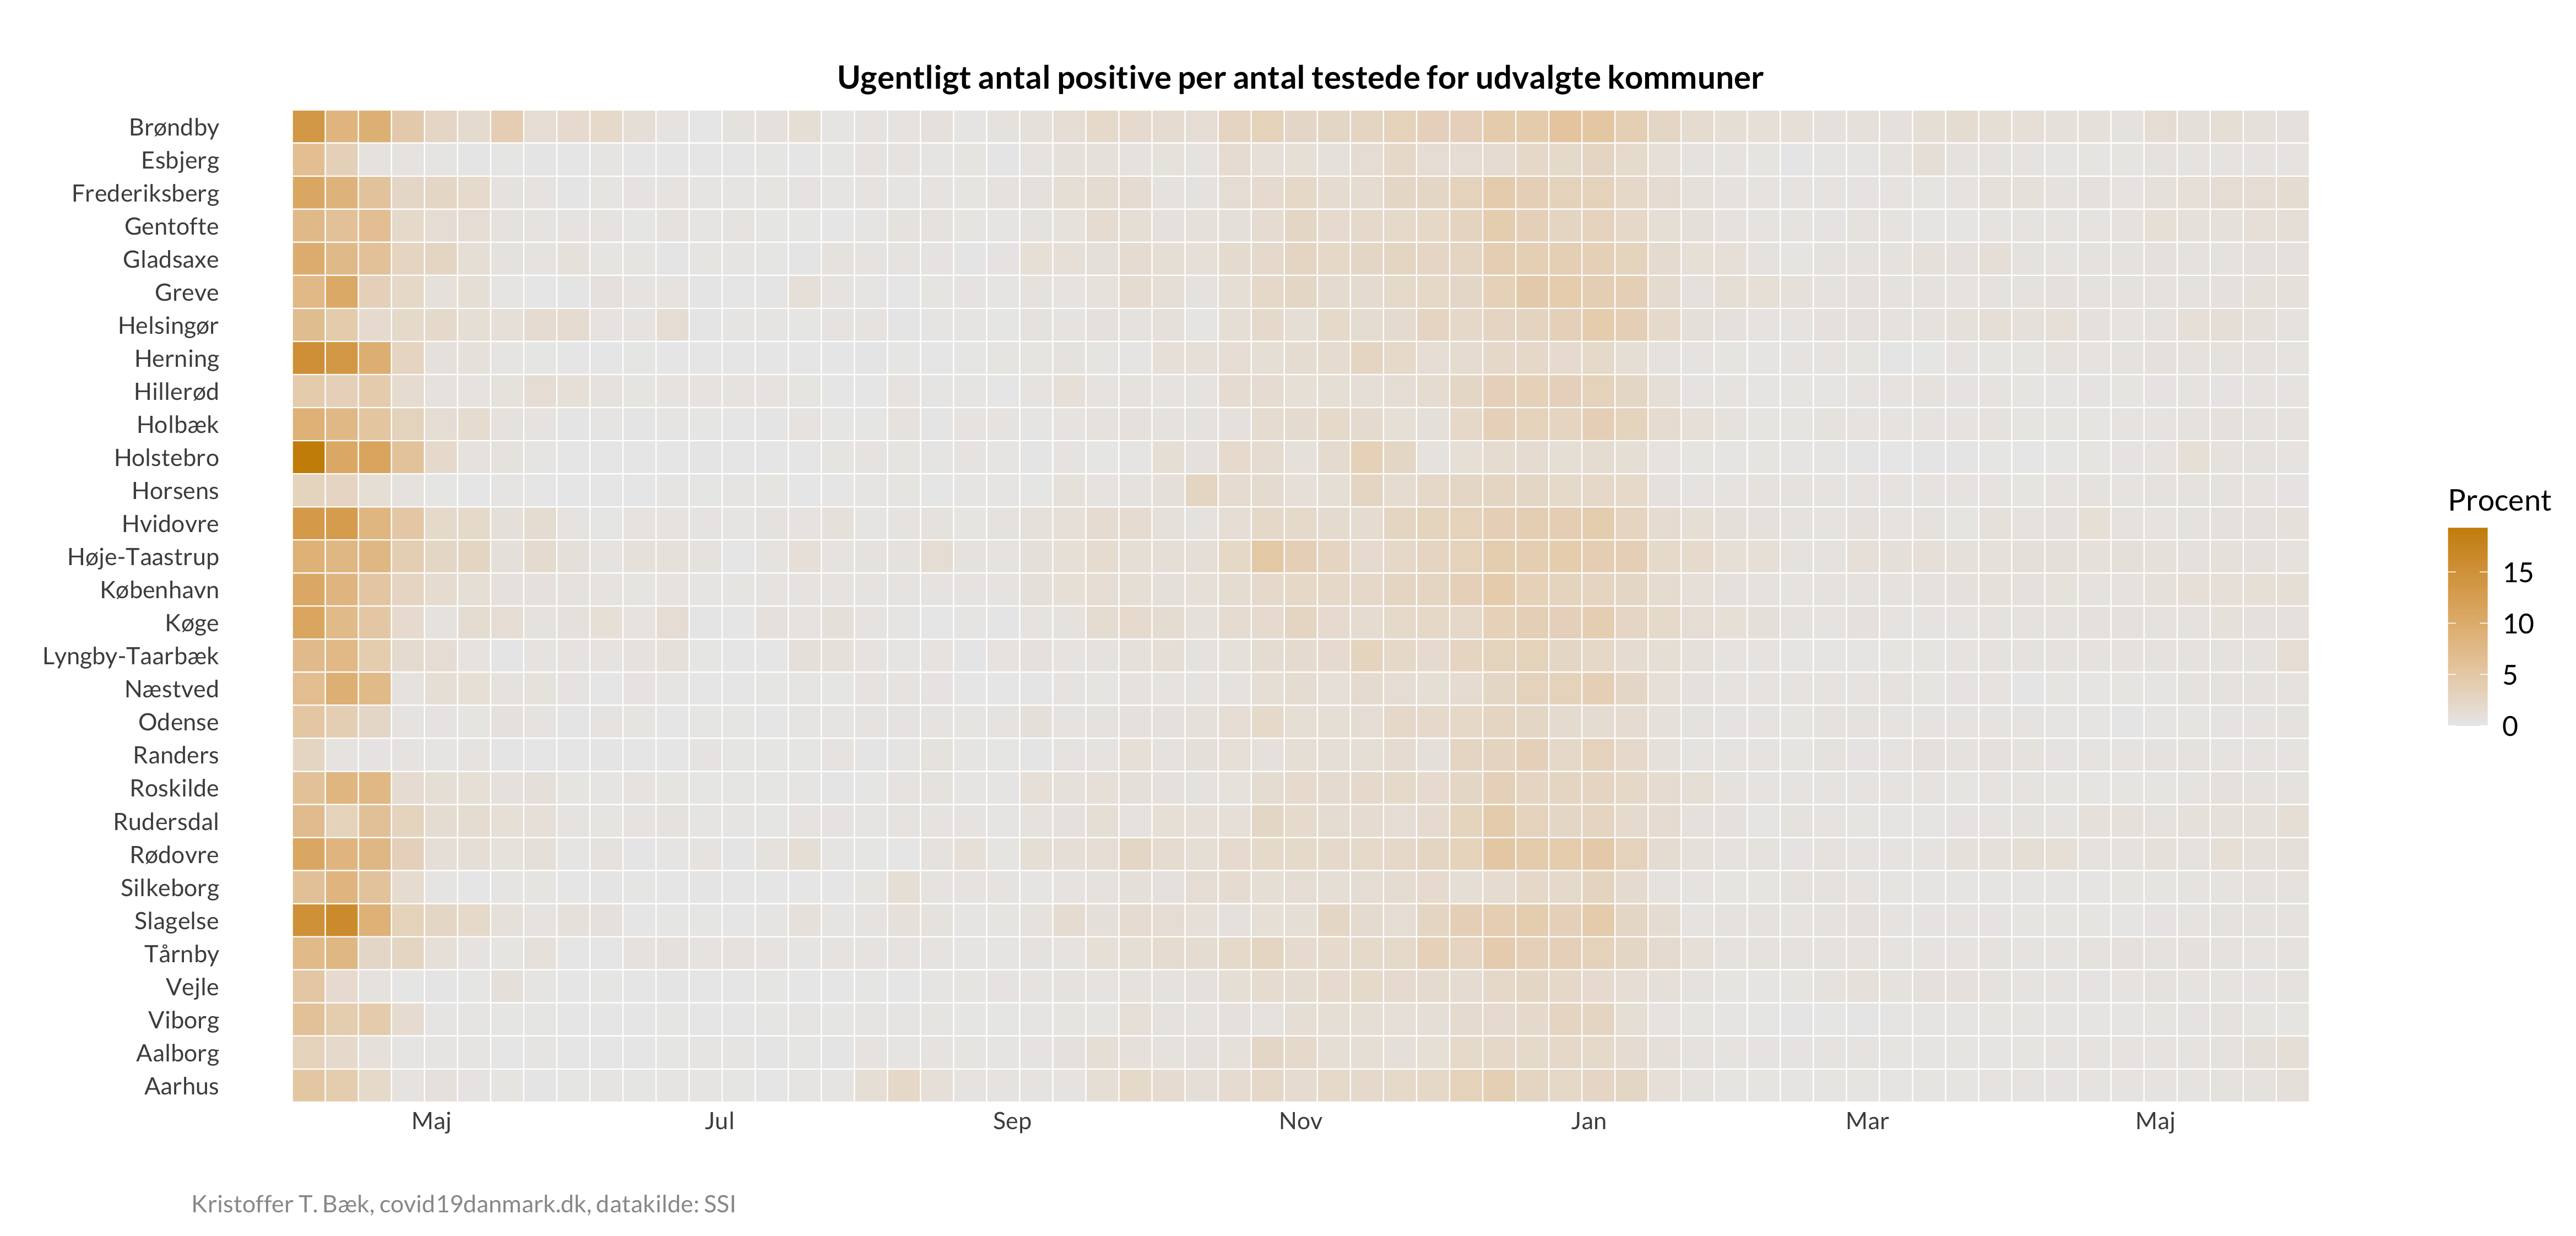 Ugentligt antal positive per antal testede for udvalgte kommuner
Brøndby
Esbjerg
Frederiksberg
Gentofte
Gladsaxe
Greve
Helsingør
Herning
Hillerød
Holbæk
Holstebro
Horsens
Hvidovre
Høje-Taastrup
København
Køge
Lyngby-Taarbæk
Næstved
Odense
Randers
Roskilde
Rudersdal
Rødovre
Silkeborg
Slagelse
Tårnby
Vejle
Viborg
Aalborg
Aarhus
Maj Jul Sep Nov Jan Mar Maj
Procent
15
10
5
0
Kristoffer T. Bæk, covid19danmark.dk, datakilde: SSI